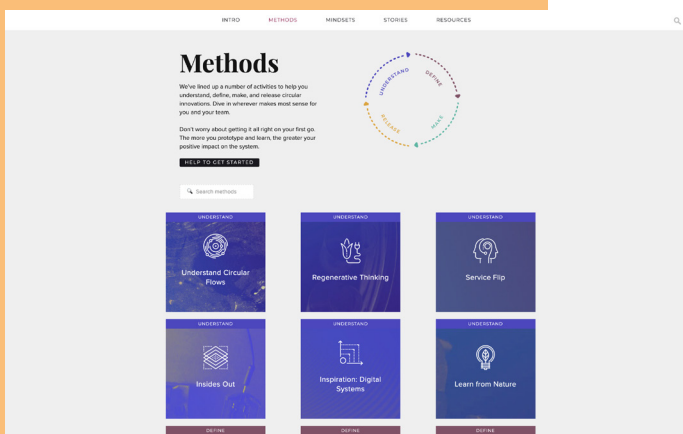 INTRO METHODS MINDSETS STORIES RESOURCES
Methods
We've lined up a number of activities to help you
understand, define, make, and release circular
innovations. Dive in wherever makes most sense for
you and your team.
Don't worry about getting it all right on your first go.
The more you prototype and learn, the greater your
positive impact on the system.
HELP TO GET STARTED
UNDERSTAND
DEFINE
MAKE
RELEASE
Search methods
UNDERSTAND UNDERSTAND UNDERSTAND
Understand Circular
Flows
Regenerative Thinking
Service Flip
UNDERSTAND UNDERSTAND UNDERSTAND
Insides Out
Inspiration: Digital
Systems
Learn from Nature
DEFINE DEFINE DEFINE